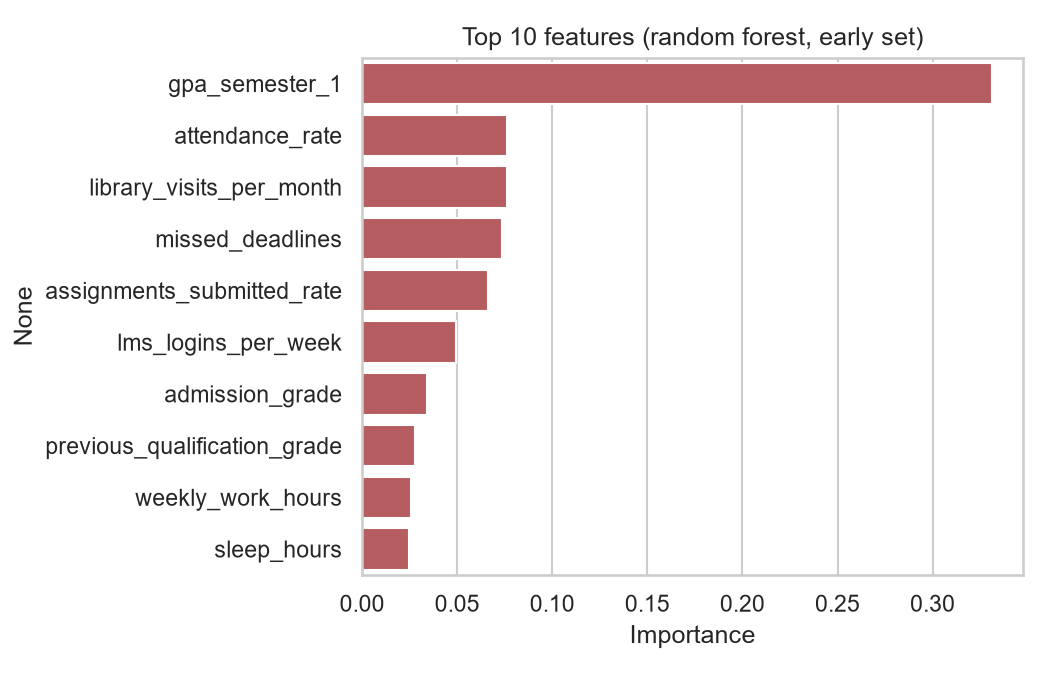 Top 10 features (random forest, early set)
None
gpa_semester_1
attendance_rate
library_visits_per_month
missed_deadlines
assignments_submitted_rate
lms_logins_per_week
admission_grade
previous_qualification_grade
weekly_work_hours
sleep_hours
0.00 0.05 0.10 0.15 0.20 0.25 0.30
Importance